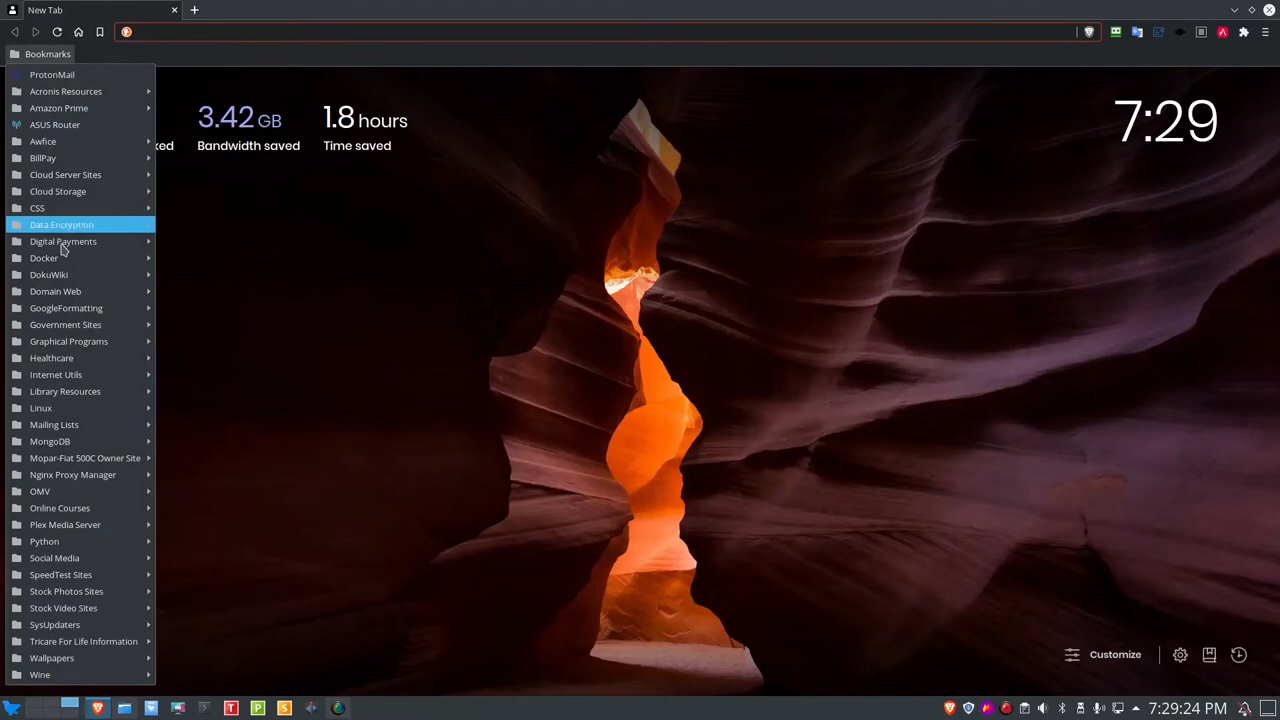 New Tab
Bookmarks
ProtonMail
Acronis Resources
Amazon Prime
ASUS Router
Awfice
BillPay
Cloud Server Sites
Cloud Storage
CSS
Data Encryption
Digital Payments
Docker
DokuWiki
Domain Web
GoogleFormatting
Government Sites
Graphical Programs
Healthcare
Internet Utils
Library Resources
Linux
Mailing Lists
MongoDB
Mopar-Fiat 500C Owner Site
Nginx Proxy Manager
OMV
Online Courses
Plex Media Server
Python
Social Media
SpeedTest Sites
Stock Photos Sites
Stock Video Sites
SysUpdaters
Tricare For Life Information
Wallpapers
Wine
3.42 GB 1.8 hours
ked Bandwidth saved Time saved
7:29
Customize
T P S
7:29:24 PM